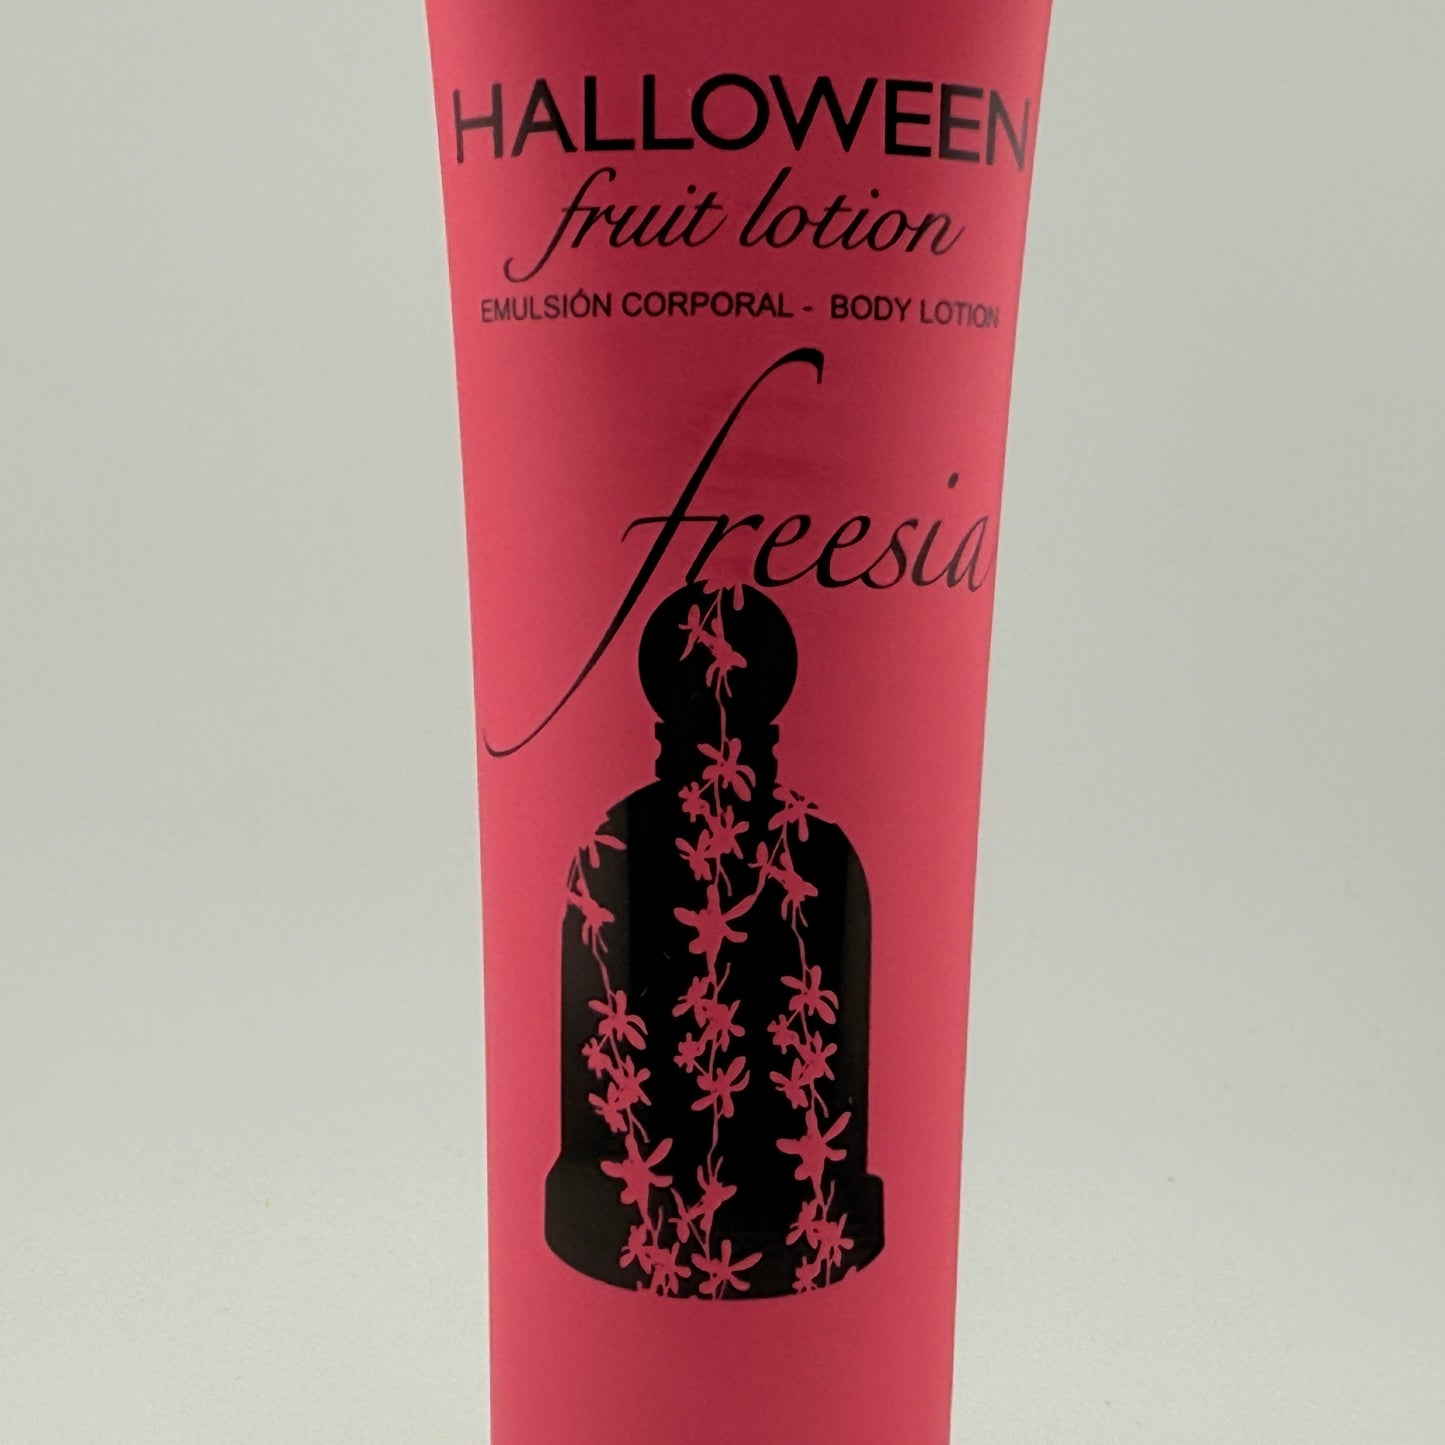 HALLOWEEN
fruit lotion
EMULSIÓN CORPORAL - BODY LOTION
freesia